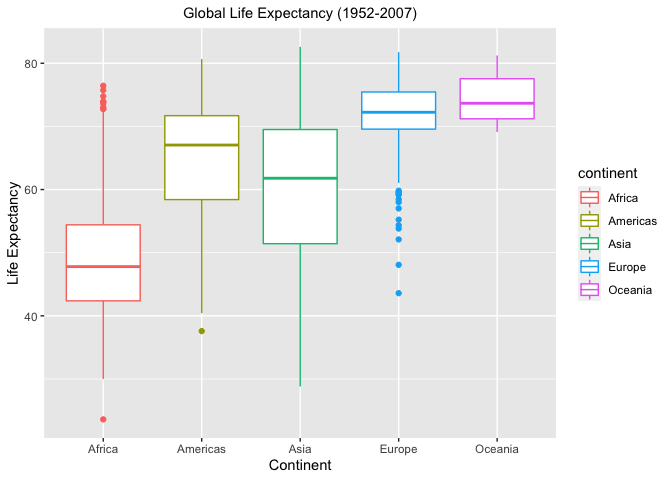 Global Life Expectancy (1952-2007)
80
60
40
Life Expectancy
Africa
Americas
Asia
Europe
Oceania
Continent
continent
Africa
Americas
Asia
Europe
Oceania